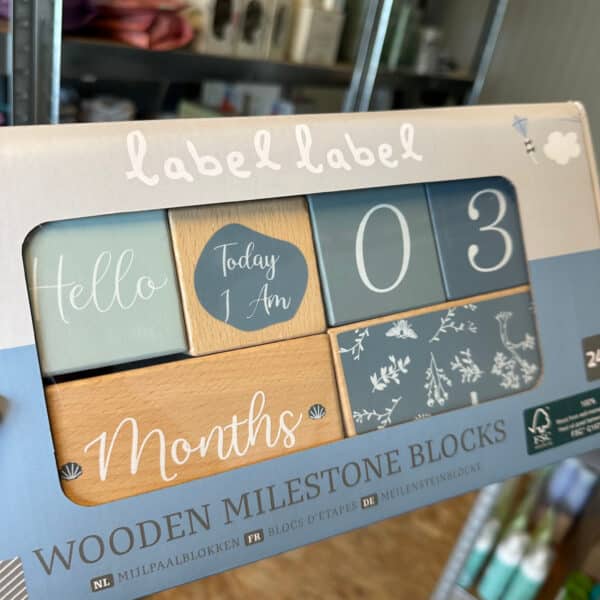 label label
Hello
Today
I Am
0
3
Months
24
WOODEN MILESTONE BLOCKS
NL MIJLPAALBLOKKEN FR BLOCS D'ÉTAPES DE MEILENSTEINBLÖCKE
FSC